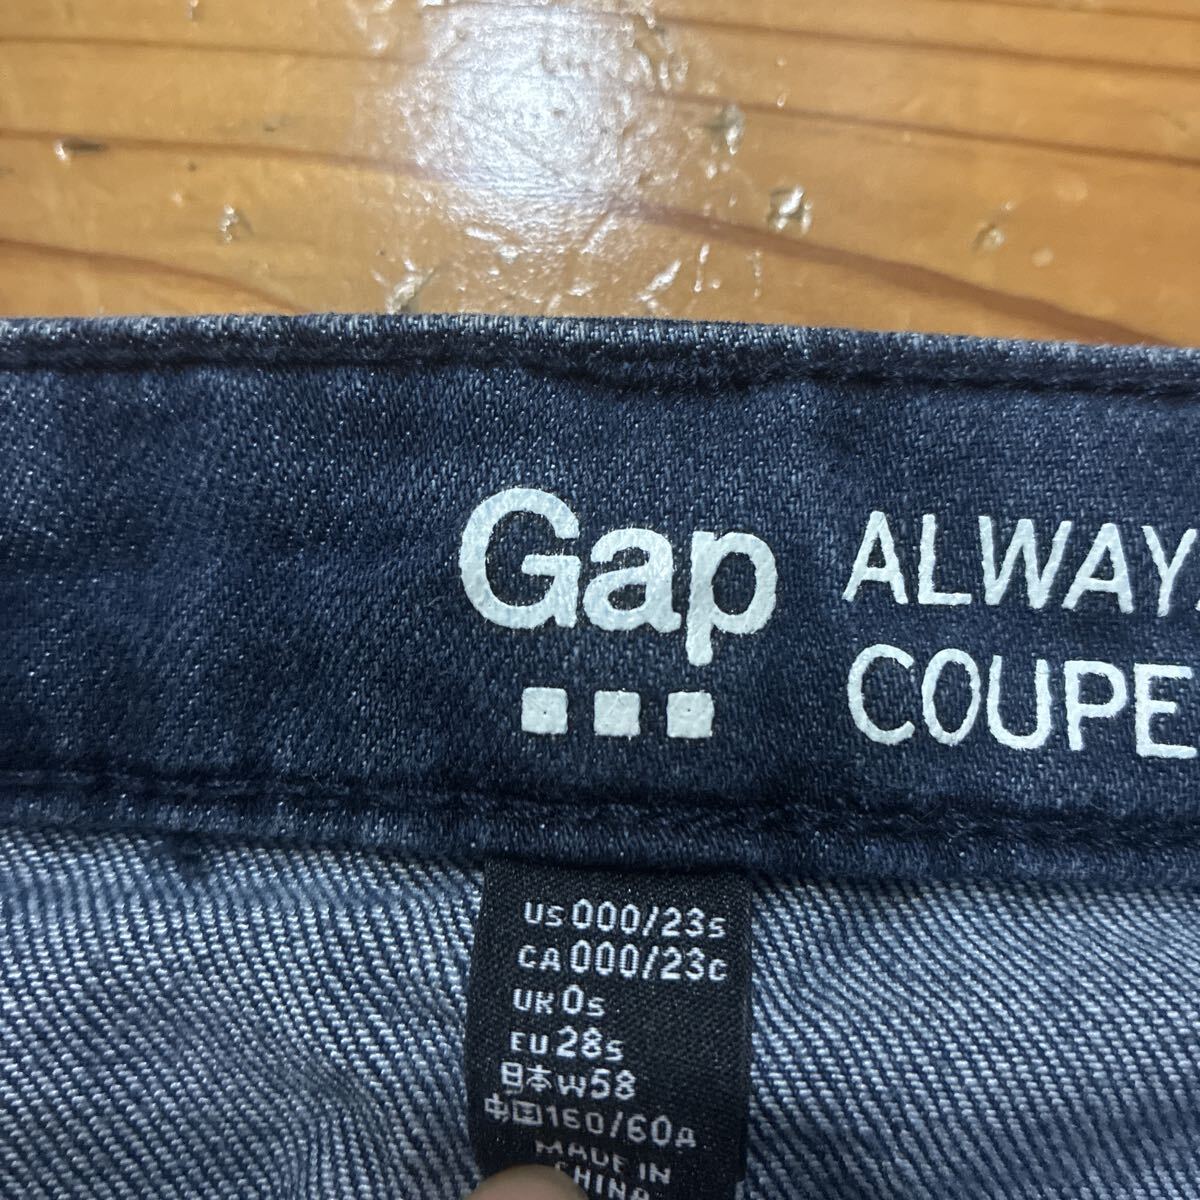 Gap
ALWAY
COUPE
US 000/23s
CA 000/23c
UK 0s
EU 28s
日本 W58
中国 160/60A
MADE IN
CHINA